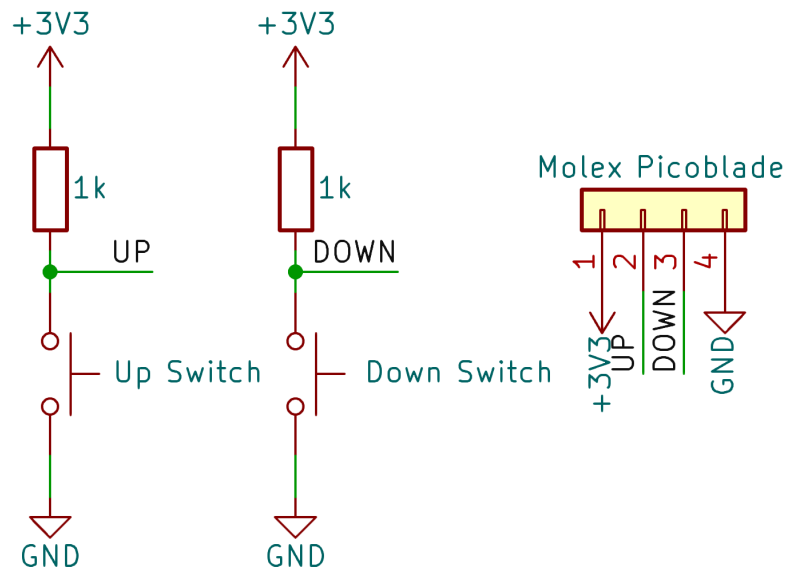 +3V3
+3V3
Molex Picoblade
1k
1k
UP
DOWN
1
2
3
4
+3V3
UP
DOWN
GND
Up Switch
Down Switch
GND
GND